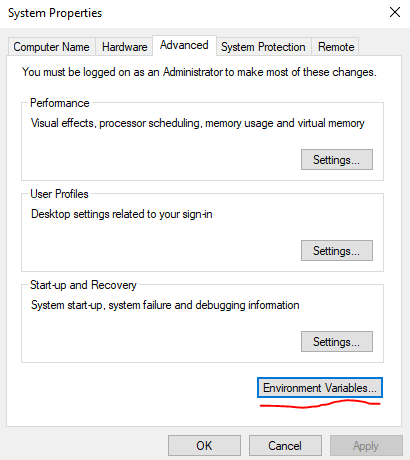 System Properties
Computer Name Hardware Advanced System Protection Remote
You must be logged on as an Administrator to make most of these changes.
Performance
Visual effects, processor scheduling, memory usage and virtual memory
Settings...
User Profiles
Desktop settings related to your sign-in
Settings...
Start-up and Recovery
System start-up, system failure and debugging information
Settings...
Environment Variables...
OK Cancel Apply